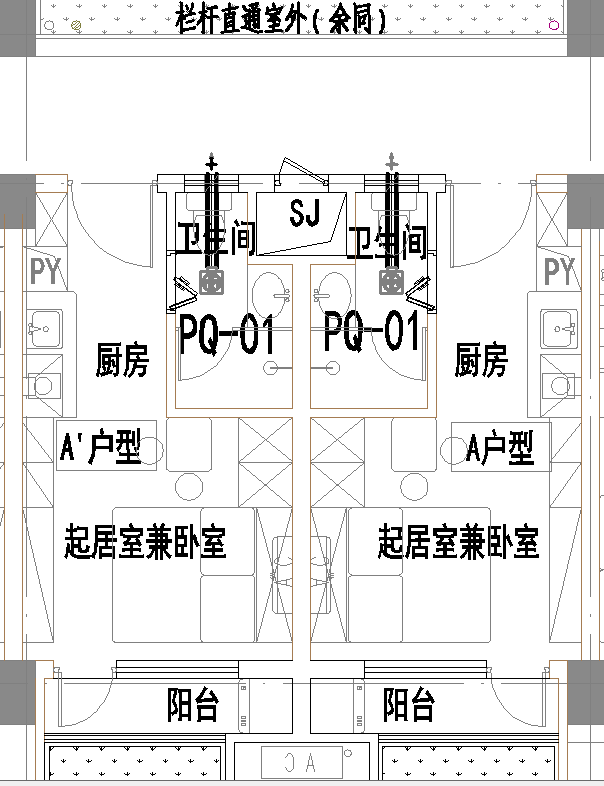 栏杆直通室外(余同)
SJ
卫生间
卫生间
PY
PY
PQ-01
PQ-01
厨房
厨房
A'户型
A户型
起居室兼卧室
起居室兼卧室
阳台
阳台
AC